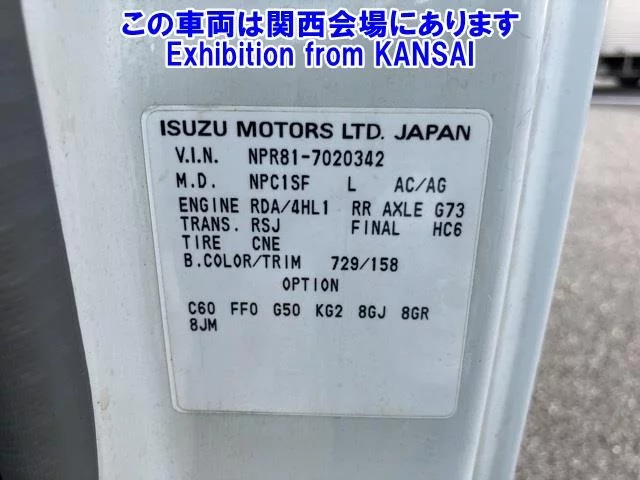 この車両は関西会場にあります
Exhibition from KANSAI
ISUZU MOTORS LTD. JAPAN
V.I.N. NPR81-7020342
M.D. NPC1SF L AC/AG
ENGINE RDA/4HL1 RR AXLE G73
TRANS. RSJ FINAL HC6
TIRE CNE
B.COLOR/TRIM 729/158
OPTION
C60 FF0 G50 KG2 8GJ 8GR
8JM